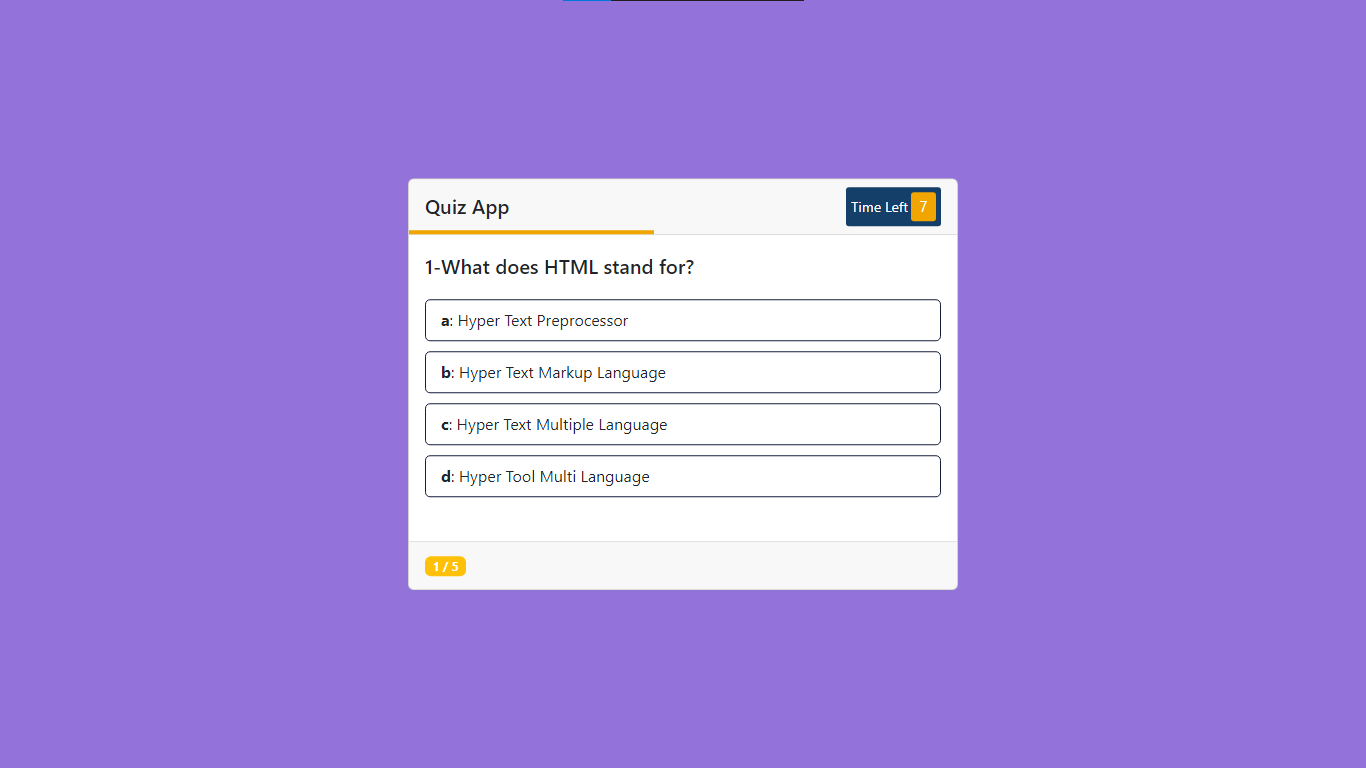 Quiz App
Time Left 7
1-What does HTML stand for?
a: Hyper Text Preprocessor
b: Hyper Text Markup Language
c: Hyper Text Multiple Language
d: Hyper Tool Multi Language
1 / 5